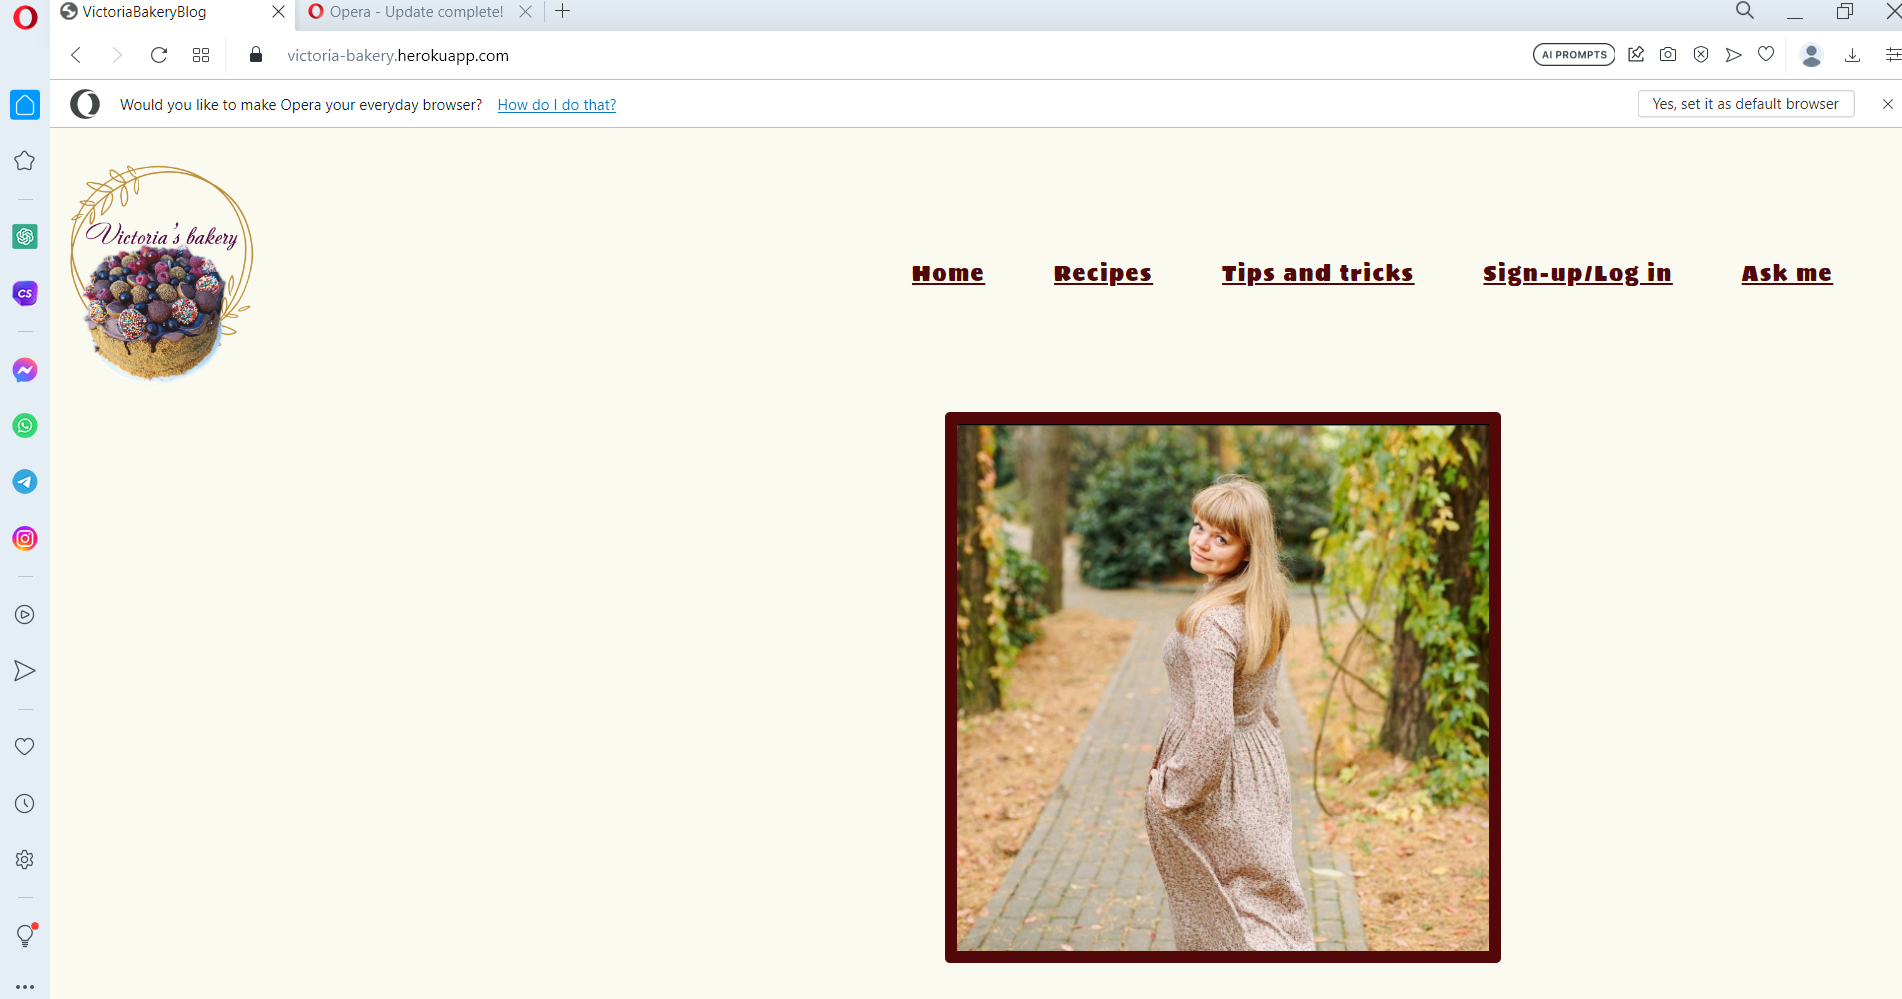 VictoriaBakeryBlog
Opera - Update complete!
victoria-bakery.herokuapp.com
AI PROMPTS
Would you like to make Opera your everyday browser? How do I do that?
Yes, set it as default browser
CS
Victoria's bakery
Home
Recipes
Tips and tricks
Sign-up/Log in
Ask me